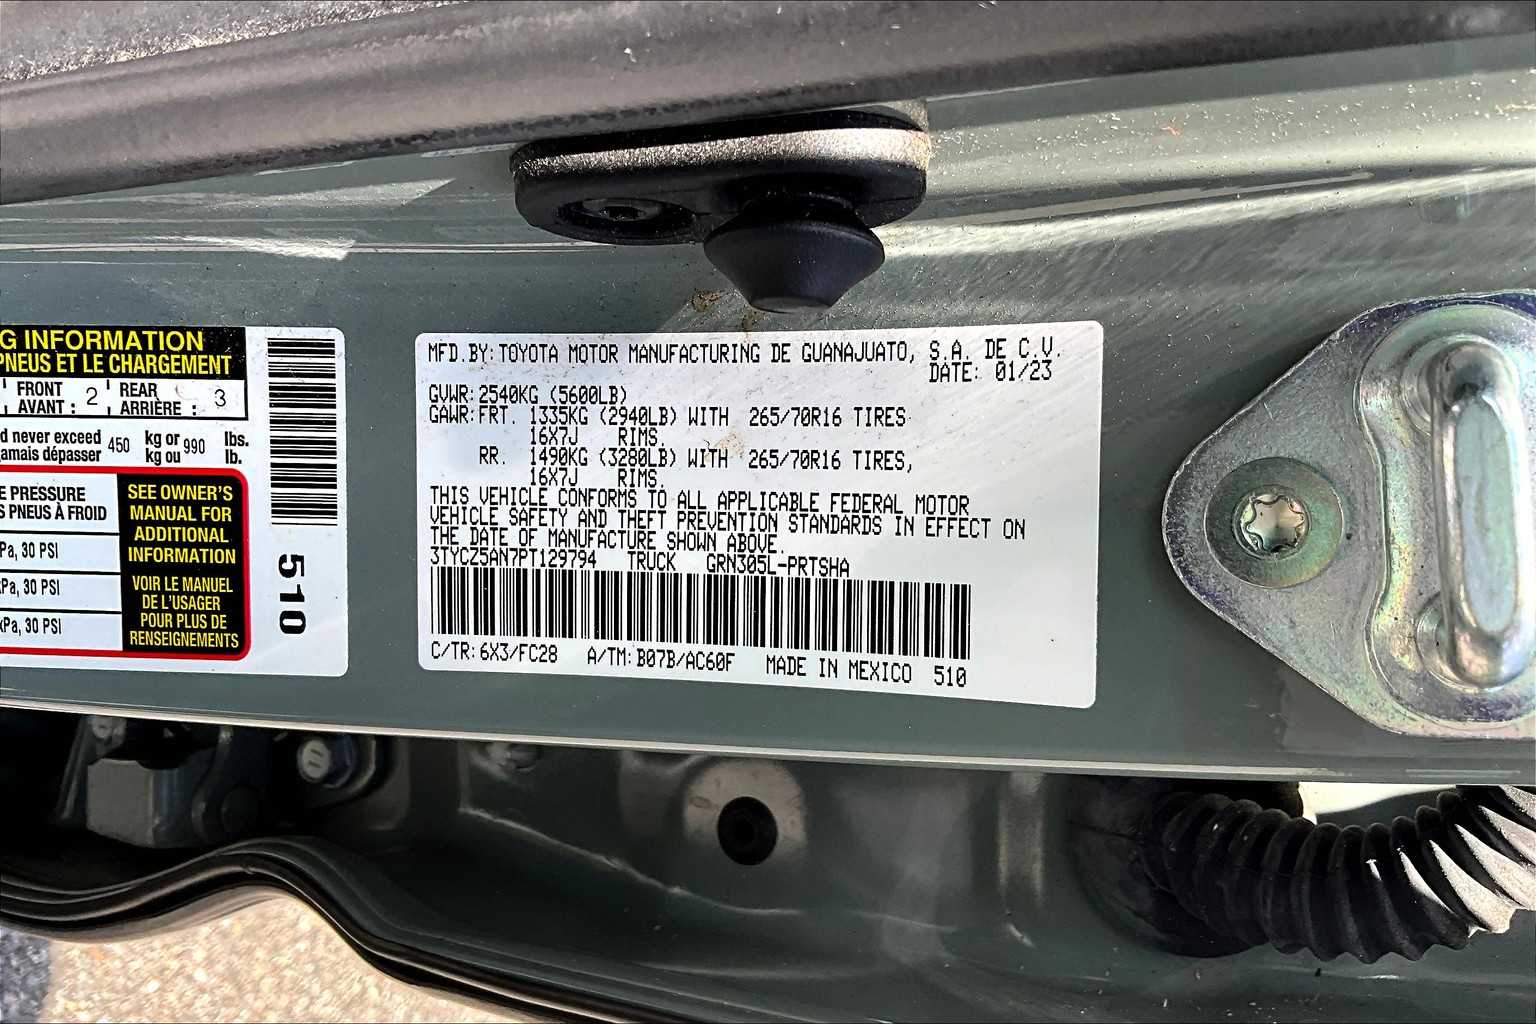 G INFORMATION
PNEUS ET LE CHARGEMENT
FRONT
AVANT : 2
REAR
ARRIÈRE : 3
d never exceed
amais dépasser 450 kg or
kg ou 990 lbs.
lb.
E PRESSURE
S PNEUS À FROID
Pa, 30 PSI
Pa, 30 PSI
kPa, 30 PSI
SEE OWNER'S
MANUAL FOR
ADDITIONAL
INFORMATION
VOIR LE MANUEL
DE L'USAGER
POUR PLUS DE
RENSEIGNEMENTS
510
MFD.BY: TOYOTA MOTOR MANUFACTURING DE GUANAJUATO, S.A. DE C.V.
DATE: 01/23
GVWR: 2540KG (5600LB)
GAWR: FRT. 1335KG (2940LB) WITH 265/70R16 TIRES
16X7J RIMS.
RR. 1490KG (3280LB) WITH 265/70R16 TIRES,
16X7J RIMS.
THIS VEHICLE CONFORMS TO ALL APPLICABLE FEDERAL MOTOR
VEHICLE SAFETY AND THEFT PREVENTION STANDARDS IN EFFECT ON
THE DATE OF MANUFACTURE SHOWN ABOVE.
3TYCZ5AN7PT129794 TRUCK GRN305L-PRTSHA
C/TR: 6X3/FC28 A/TM: B07B/AC60F MADE IN MEXICO 510